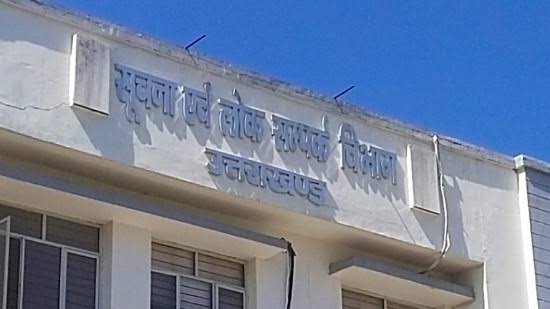 सूचना एवं लोक सम्पर्क विभाग
उत्तराखण्ड